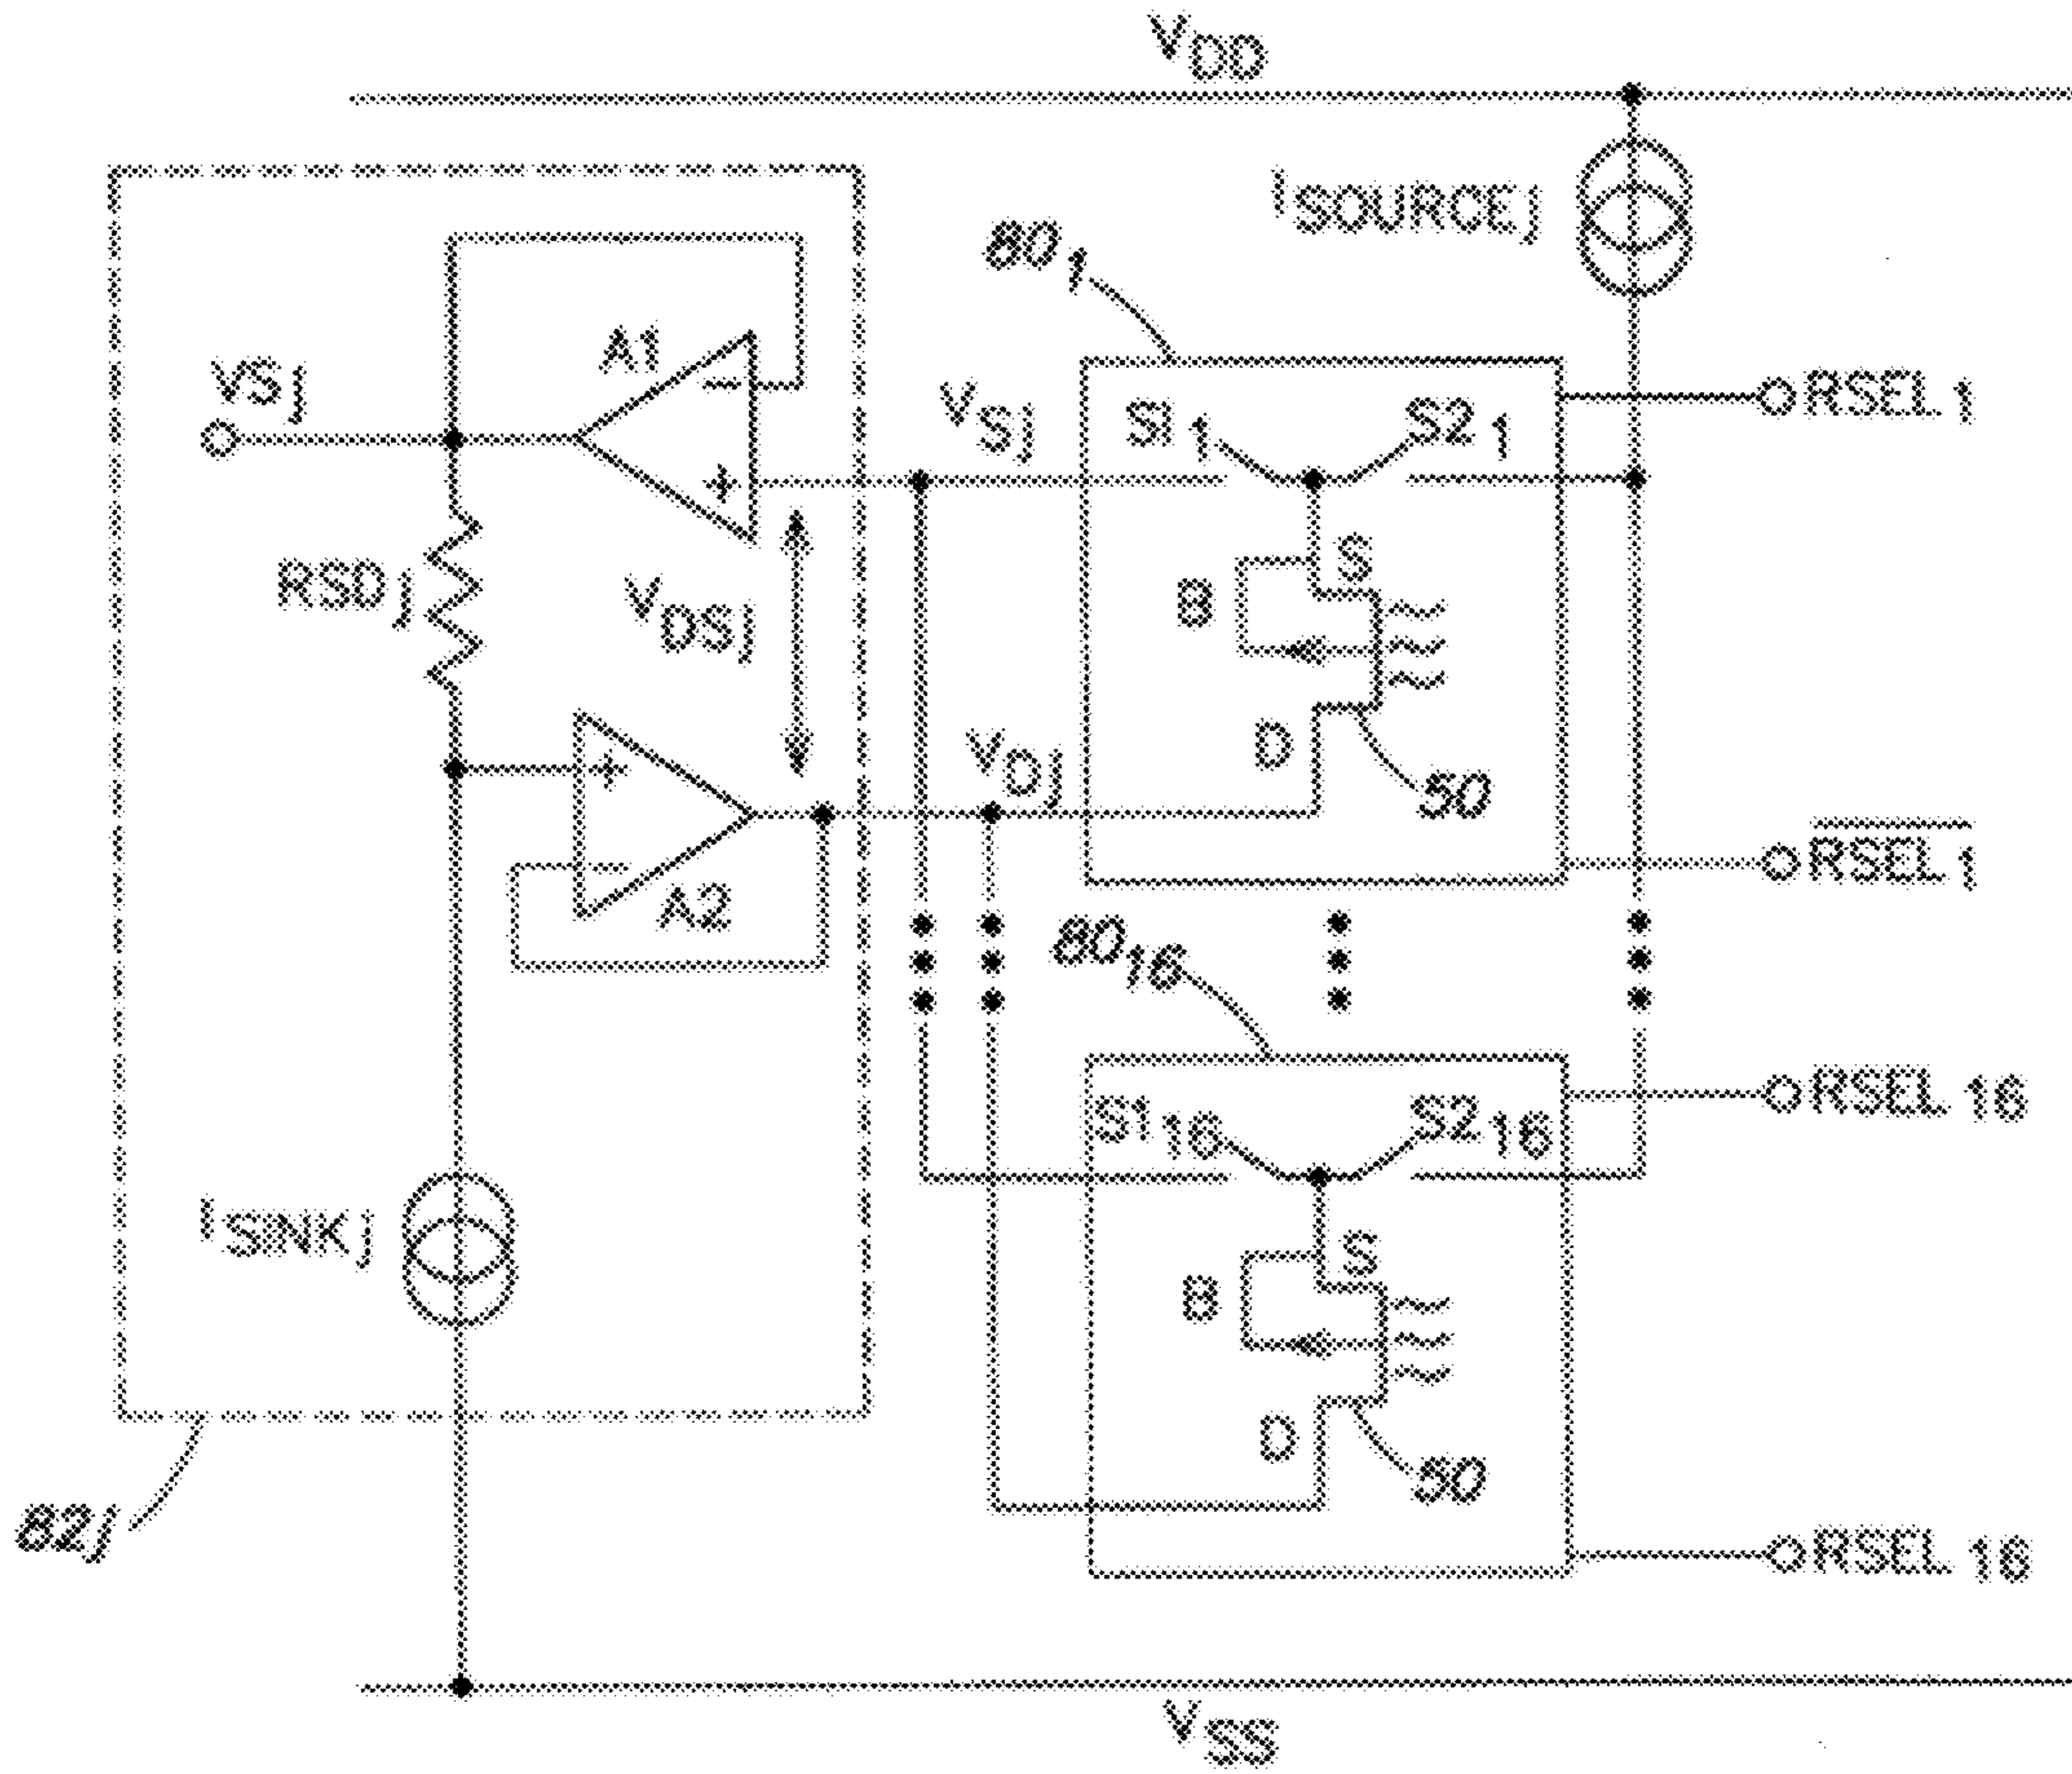 VDD
ISOURCEj
801
A1
VSj
VSj
SI1
S21
RSEL1
RSDj
VDSj
B
S
D
50
VDj
RSEL1
A2
8016
S116
S216
RSEL16
ISINKj
B
S
D
50
82j
RSEL16
VSS